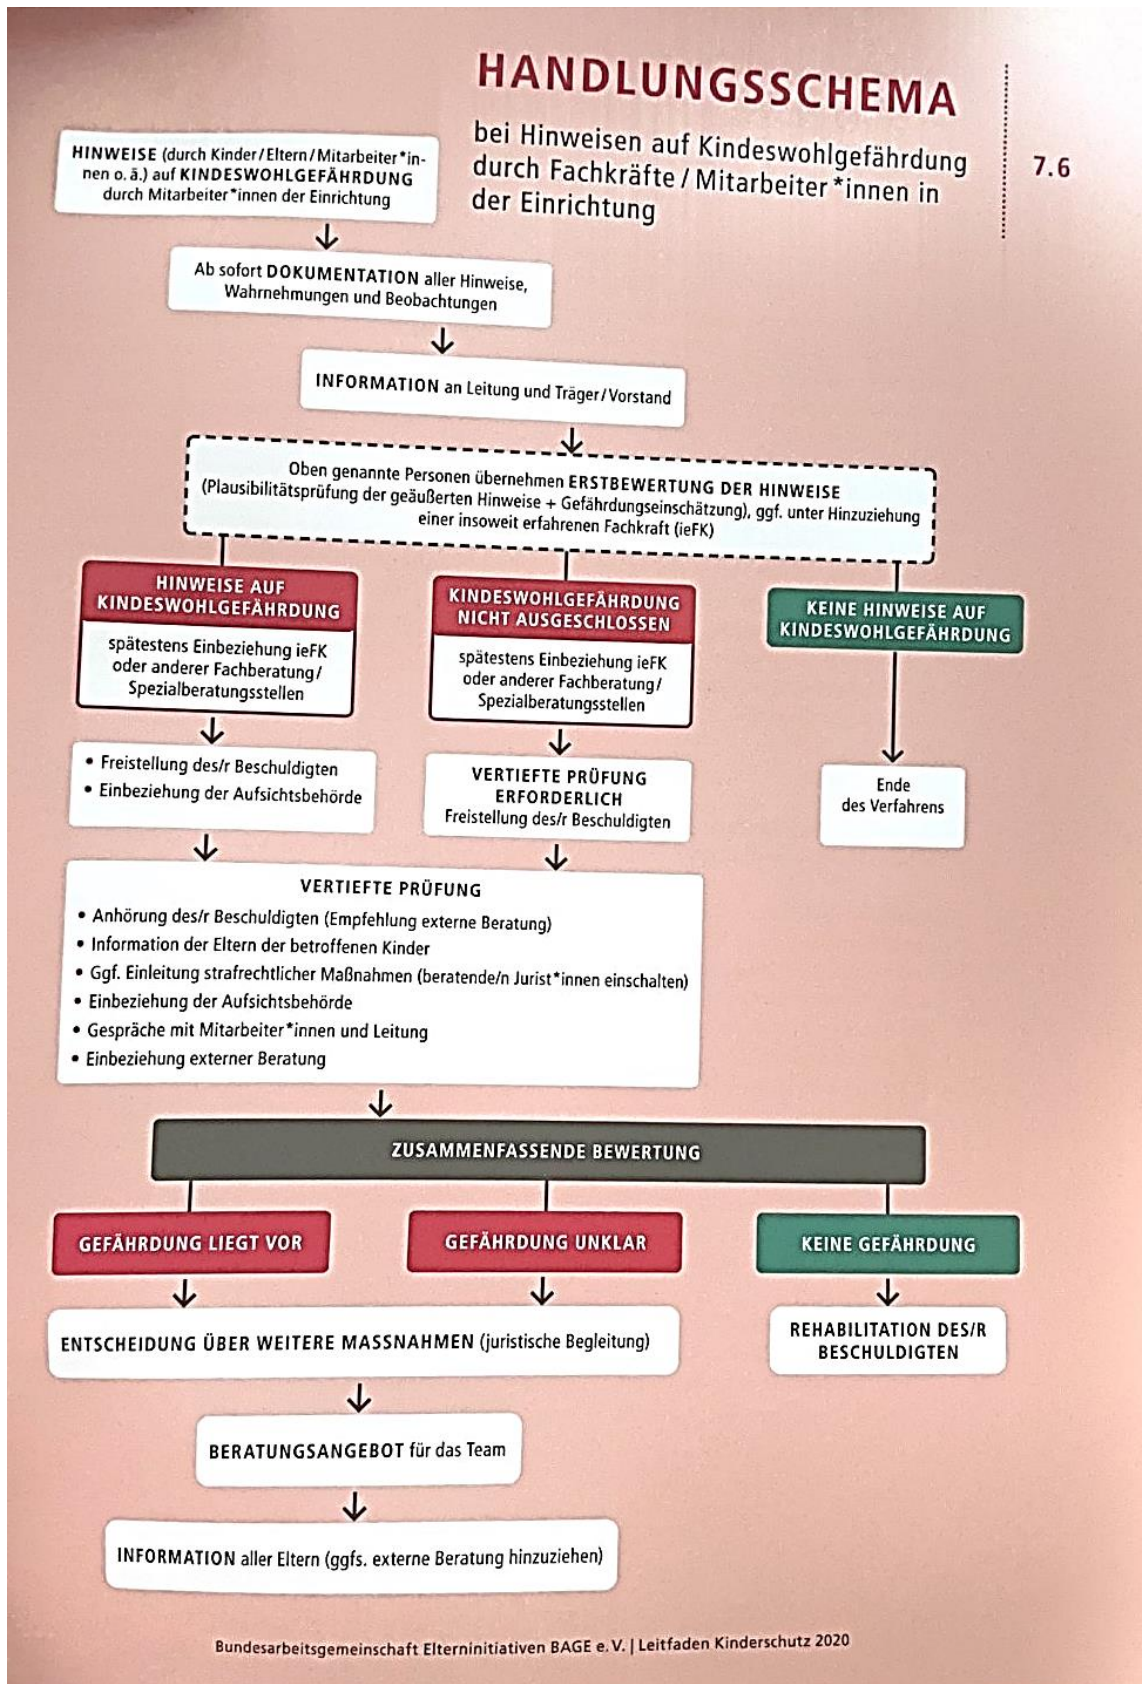 HANDLUNGSSCHEMA
bei Hinweisen auf Kindeswohlgefährdung
durch Fachkräfte / Mitarbeiter*innen in
der Einrichtung
7.6
HINWEISE (durch Kinder/Eltern/Mitarbeiter*in-
nen o. ä.) auf KINDESWOHLGEFÄHRDUNG
durch Mitarbeiter*innen der Einrichtung
Ab sofort DOKUMENTATION aller Hinweise,
Wahrnehmungen und Beobachtungen
INFORMATION an Leitung und Träger/Vorstand
Oben genannte Personen übernehmen ERSTBEWERTUNG DER HINWEISE
(Plausibilitätsprüfung der geäußerten Hinweise + Gefährdungseinschätzung), ggf. unter Hinzuziehung
einer insoweit erfahrenen Fachkraft (ieFK)
HINWEISE AUF
KINDESWOHLGEFÄHRDUNG
spätestens Einbeziehung ieFK
oder anderer Fachberatung/
Spezialberatungsstellen
KINDESWOHLGEFÄHRDUNG
NICHT AUSGESCHLOSSEN
spätestens Einbeziehung ieFK
oder anderer Fachberatung/
Spezialberatungsstellen
KEINE HINWEISE AUF
KINDESWOHLGEFÄHRDUNG
• Freistellung des/r Beschuldigten
• Einbeziehung der Aufsichtsbehörde
VERTIEFTE PRÜFUNG
ERFORDERLICH
Freistellung des/r Beschuldigten
Ende
des Verfahrens
VERTIEFTE PRÜFUNG
• Anhörung des/r Beschuldigten (Empfehlung externe Beratung)
• Information der Eltern der betroffenen Kinder
• Ggf. Einleitung strafrechtlicher Maßnahmen (beratende/n Jurist*innen einschalten)
• Einbeziehung der Aufsichtsbehörde
• Gespräche mit Mitarbeiter*innen und Leitung
• Einbeziehung externer Beratung
ZUSAMMENFASSENDE BEWERTUNG
GEFÄHRDUNG LIEGT VOR
GEFÄHRDUNG UNKLAR
KEINE GEFÄHRDUNG
ENTSCHEIDUNG ÜBER WEITERE MASSNAHMEN (juristische Begleitung)
REHABILITATION DES/R
BESCHULDIGTEN
BERATUNGSANGEBOT für das Team
INFORMATION aller Eltern (ggfs. externe Beratung hinzuziehen)
Bundesarbeitsgemeinschaft Elterninitiativen BAGE e. V. | Leitfaden Kinderschutz 2020